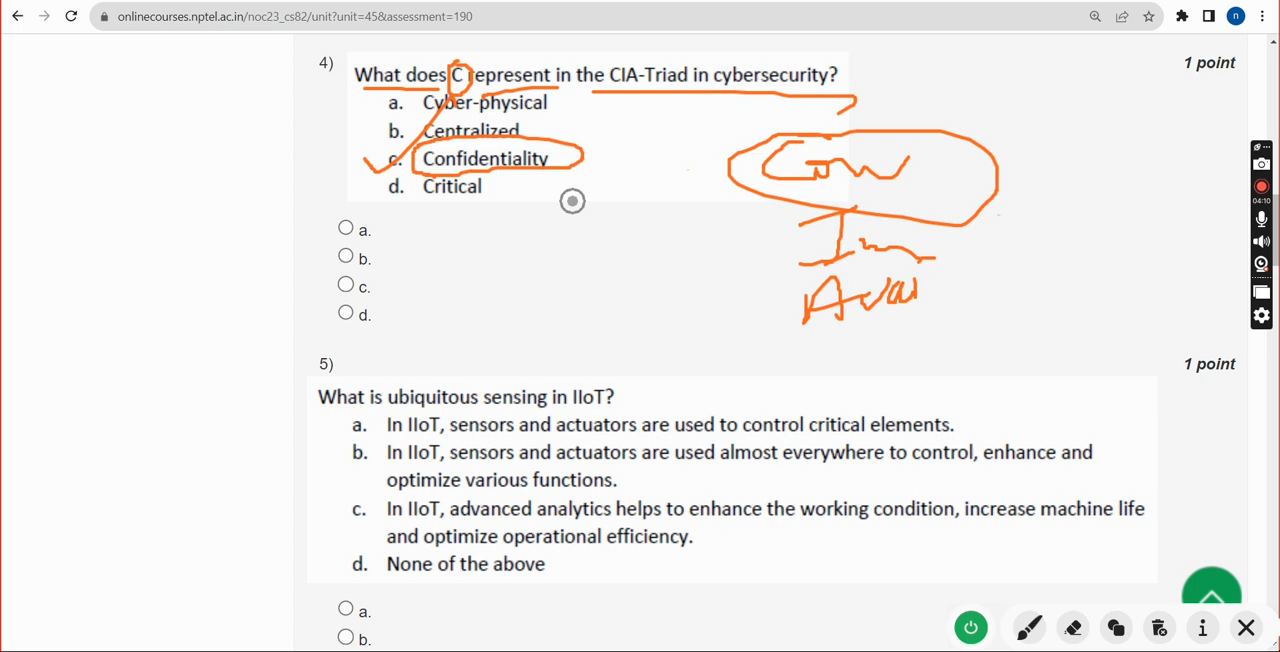 onlinecourses.nptel.ac.in/noc23_cs82/unit?unit=45&assessment=190
n
4)
1 point
What does C represent in the CIA-Triad in cybersecurity?
a. Cyber-physical
b. Centralized
c. Confidentiality
d. Critical
a.
b.
c.
d.
04:10
5)
1 point
What is ubiquitous sensing in IIoT?
a. In IIoT, sensors and actuators are used to control critical elements.
b. In IIoT, sensors and actuators are used almost everywhere to control, enhance and
optimize various functions.
c. In IIoT, advanced analytics helps to enhance the working condition, increase machine life
and optimize operational efficiency.
d. None of the above
a.
b.